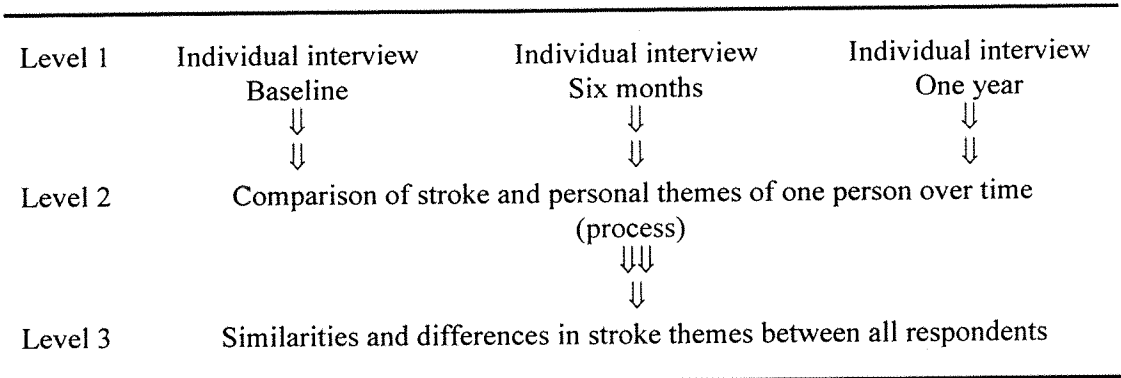 Level 1 Individual interview Individual interview Individual interview
Baseline Six months One year
⇓ ⇓ ⇓
⇓ ⇓ ⇓
Level 2 Comparison of stroke and personal themes of one person over time
(process)
⇓⇓
⇓
Level 3 Similarities and differences in stroke themes between all respondents